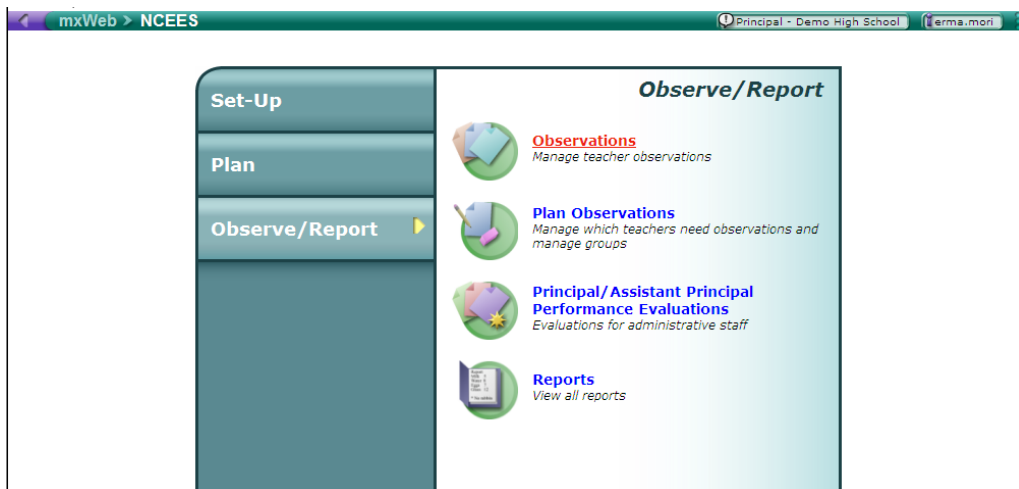 mxWeb > NCEES
Principal - Demo High School
erma.mori
Set-Up
Plan
Observe/Report
Observe/Report
Observations
Manage teacher observations
Plan Observations
Manage which teachers need observations and
manage groups
Principal/Assistant Principal
Performance Evaluations
Evaluations for administrative staff
Reports
View all reports